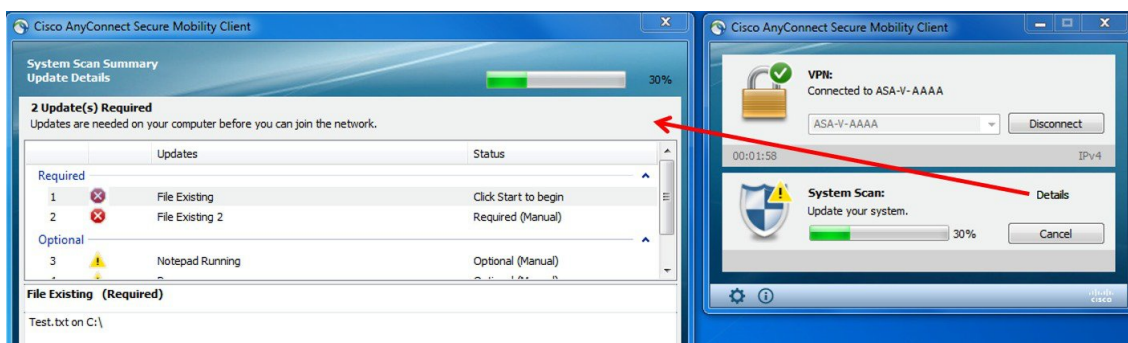 Cisco AnyConnect Secure Mobility Client
System Scan Summary
Update Details
30%
2 Update(s) Required
Updates are needed on your computer before you can join the network.
Updates Status
Required
1 File Existing Click Start to begin
2 File Existing 2 Required (Manual)
Optional
3 Notepad Running Optional (Manual)
File Existing (Required)
Test.txt on C:\
Cisco AnyConnect Secure Mobility Client
VPN:
Connected to ASA-V-AAAA
ASA-V-AAAA Disconnect
00:01:58 IPv4
System Scan: Details
Update your system.
30% Cancel
CISCO